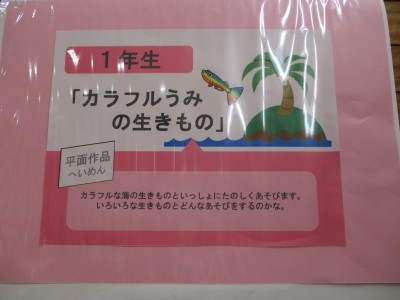 1年生
「カラフルうみ
の生きもの」
平面作品
へいめん
カラフルな海の生きものといっしょにたのしくあそびます。
いろいろな生きものとどんなあそびをするのかな。